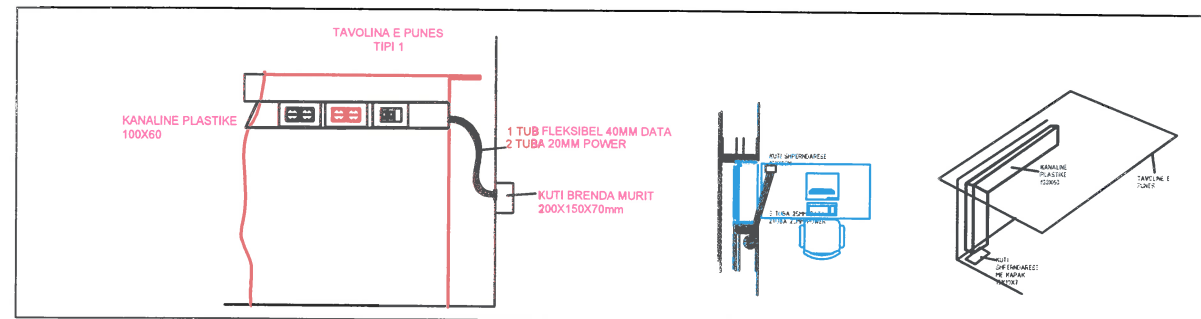 TAVOLINA E PUNES
TIPI 1
KANALINE PLASTIKE
100X60
1 TUB FLEKSIBEL 40MM DATA
2 TUBA 20MM POWER
KUTI BRENDA MURIT
200X150X70mm
KUTI SHPERNDARESE
KANALINE
PLASTIKE
TAVOLINE E
PUNES
KUTI
SHPERNDARESE
ME KAPAK